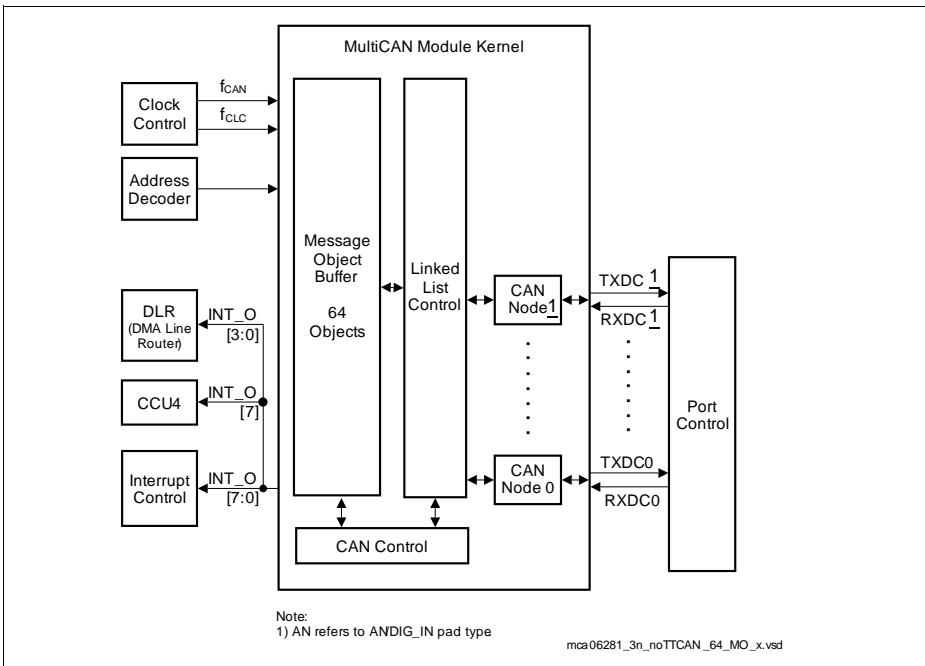 MultiCAN Module Kernel
Clock
Control
fCAN
fCLC
Address
Decoder
Message
Object
Buffer
64
Objects
Linked
List
Control
CAN
Node 1
TXDC 1
RXDC 1
DLR
(DMA Line
Router)
INT_O
[3:0]
CCU4
INT_O
[7]
Interrupt
Control
INT_O
[7:0]
CAN
Node 0
TXDC0
RXDC0
Port
Control
CAN Control
Note:
1) AN refers to AN/DIG_IN pad type
mca06281_3n_noTTCAN_64_MO_x.vsd